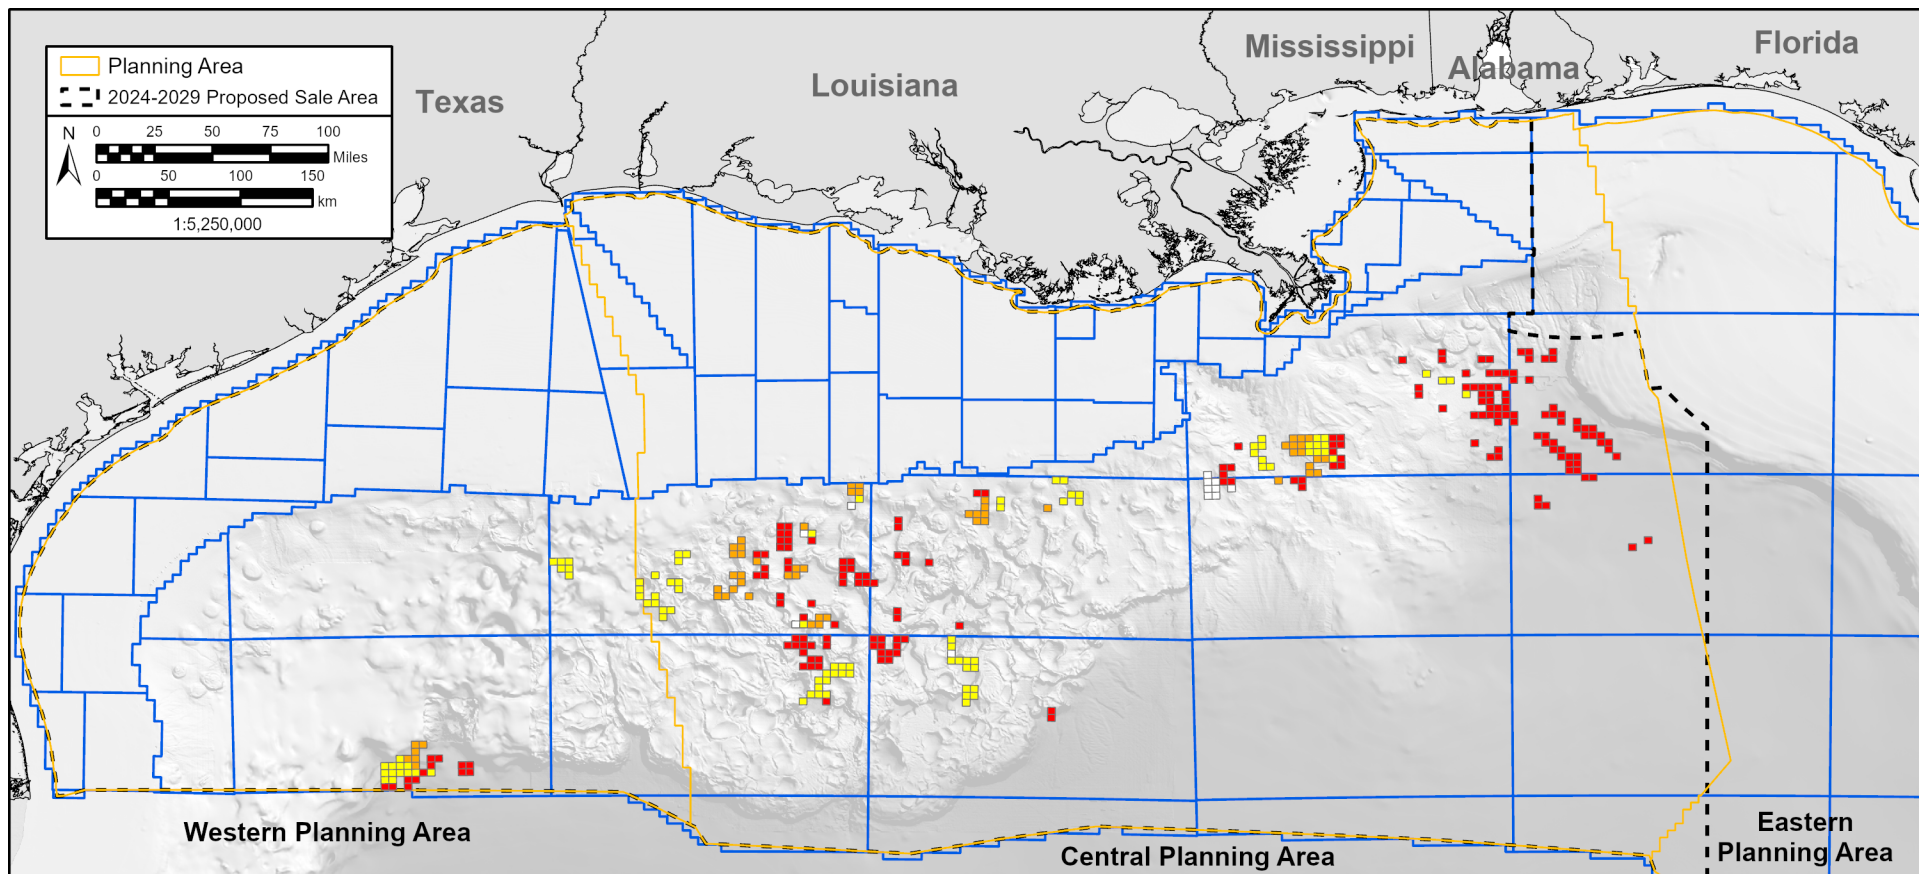 Planning Area
2024-2029 Proposed Sale Area
N
0 25 50 75 100
Miles
0 50 100 150
km
1:5,250,000
Texas
Louisiana
Mississippi
Alabama
Florida
Western Planning Area
Central Planning Area
Eastern
Planning Area